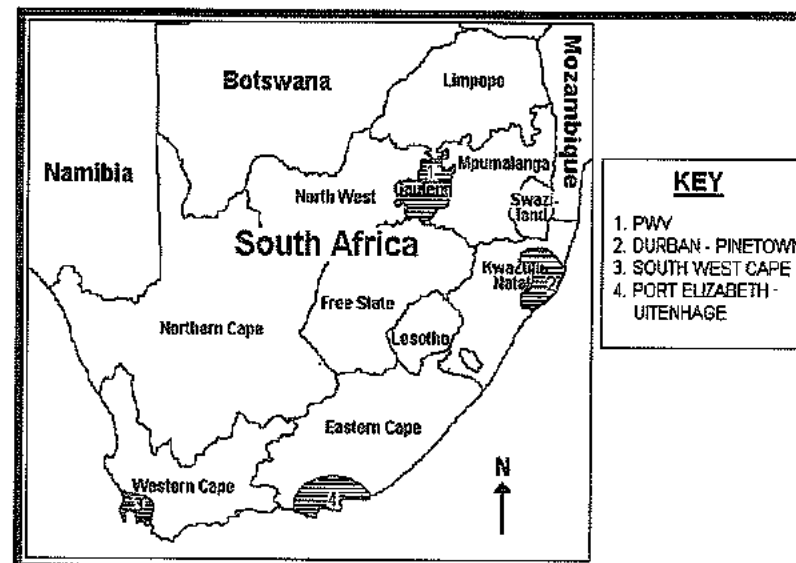 Botswana
Limpopo
Mozambique
Namibia
North West
1
Mpumalanga
Swazi-
land
South Africa
Kwazulu
Natal
2
Free State
Northern Cape
Lesotho
Eastern Cape
Western Cape
3
4
N
KEY
1. PWV
2. DURBAN - PINETOWN
3. SOUTH WEST CAPE
4. PORT ELIZABETH -
UITENHAGE